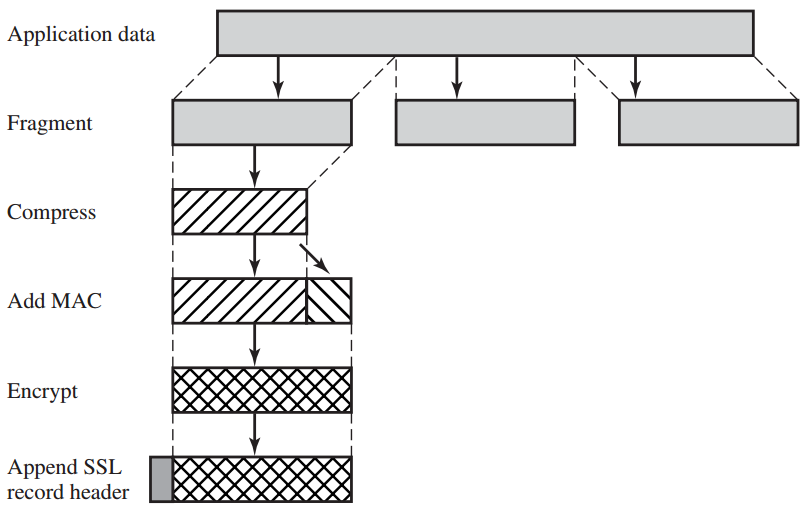 Application data
Fragment
Compress
Add MAC
Encrypt
Append SSL
record header